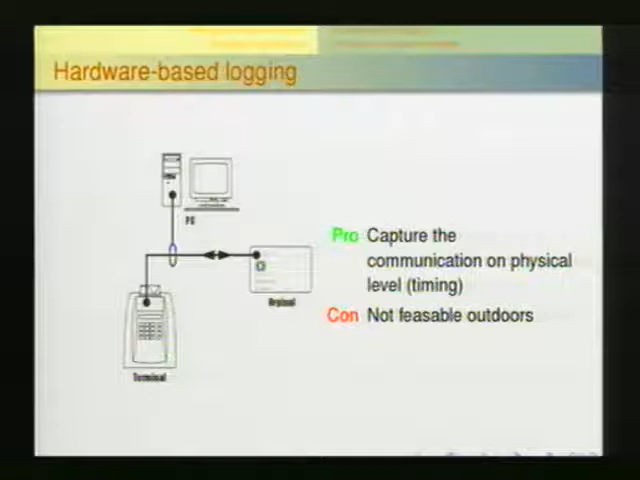 Hardware-based logging
PC
Pro Capture the
communication on physical
level (timing)
Con Not feasable outdoors
Terminal